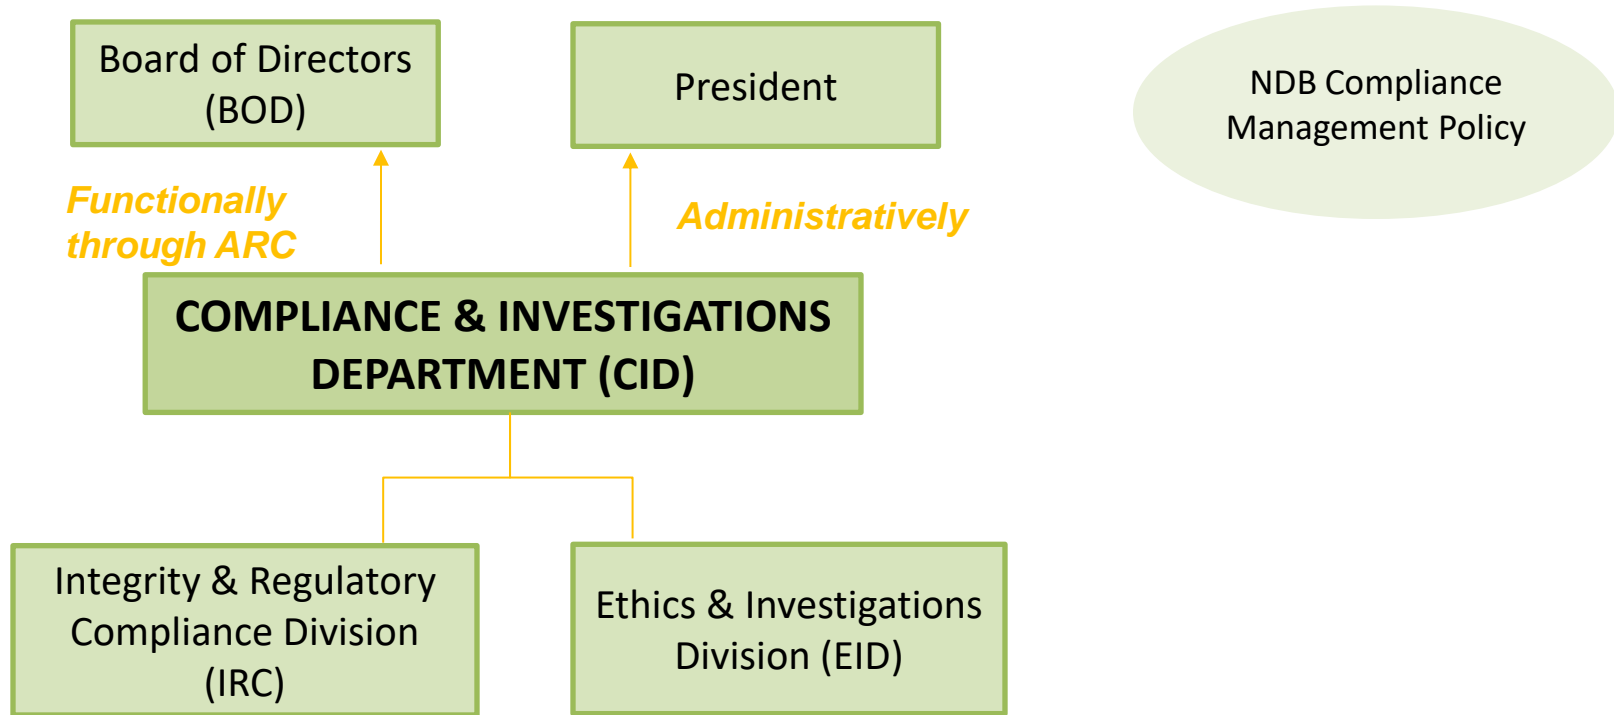 Board of Directors
(BOD)
President
NDB Compliance
Management Policy
Functionally
through ARC
Administratively
COMPLIANCE & INVESTIGATIONS
DEPARTMENT (CID)
Integrity & Regulatory
Compliance Division
(IRC)
Ethics & Investigations
Division (EID)